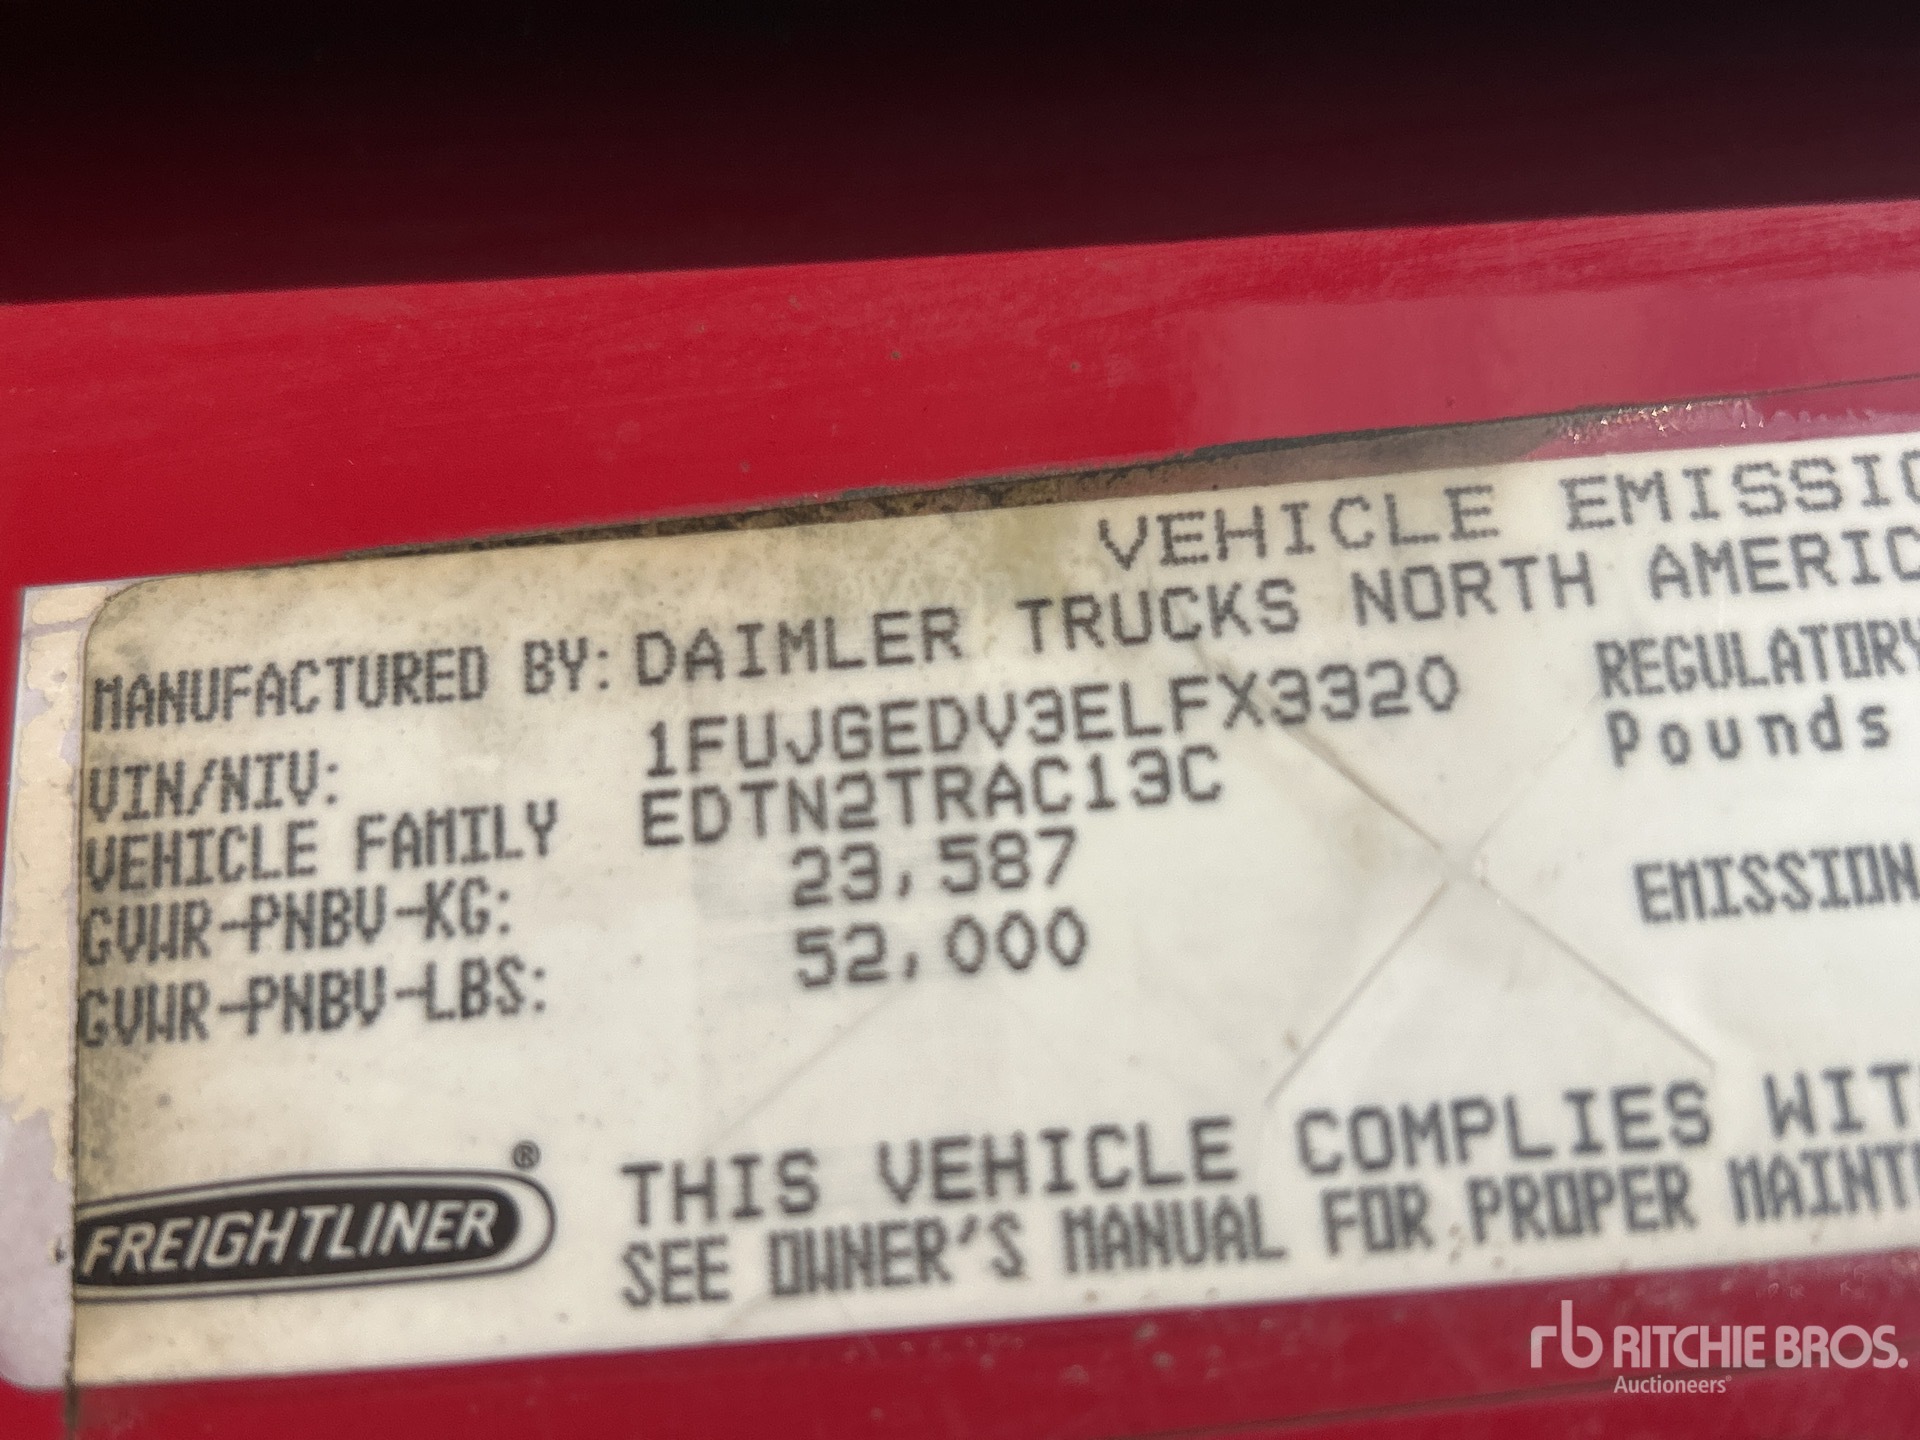 VEHICLE EMISSIO
MANUFACTURED BY: DAIMLER TRUCKS NORTH AMERIC
VIN/NIV: 1FUJGEDV3ELFX3320 REGULATORY
VEHICLE FAMILY EDTN2TRAC13C Pounds
GVWR-PNBV-KG: 23,587
GVWR-PNBV-LBS: 52,000 EMISSION
THIS VEHICLE COMPLIES WIT
FREIGHTLINER®
SEE OWNER'S MANUAL FOR PROPER MAINT
rb RITCHIE BROS.
Auctioneers